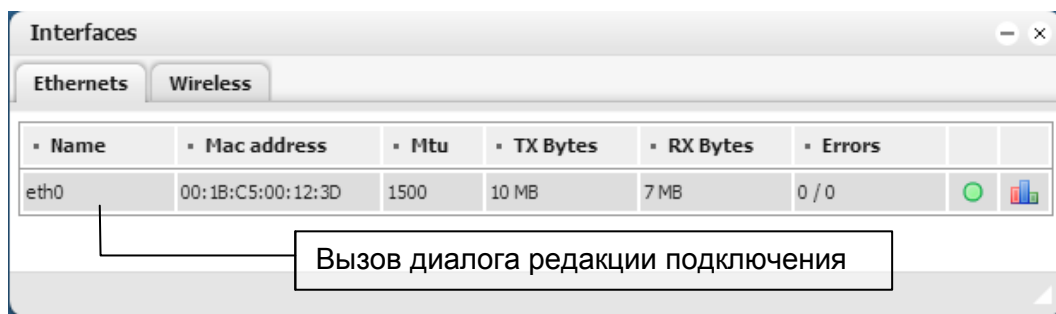 Interfaces
Ethernets Wireless
Name Mac address Mtu TX Bytes RX Bytes Errors
eth0 00:1B:C5:00:12:3D 1500 10 MB 7 MB 0 / 0
Вызов диалога редакции подключения